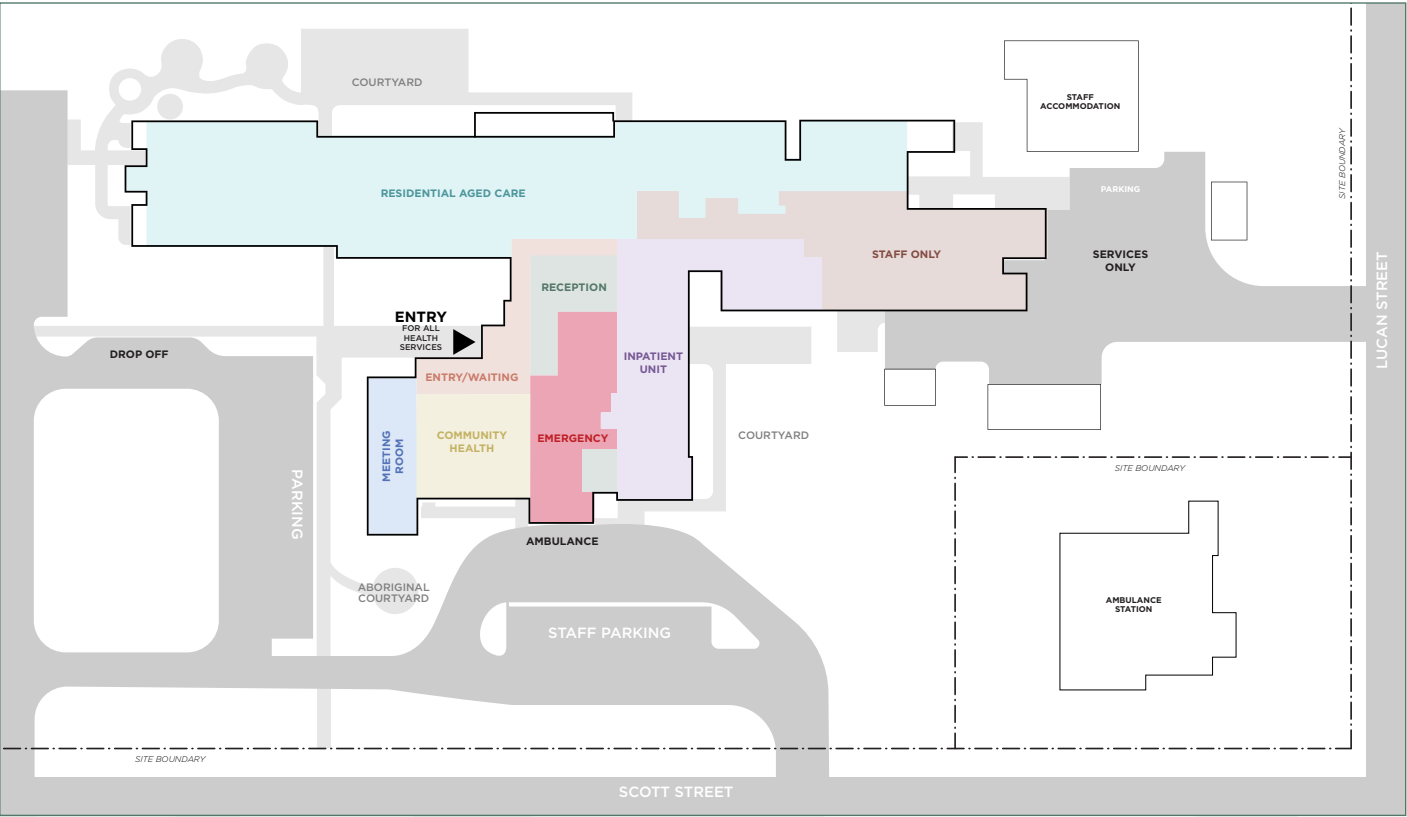 COURTYARD
STAFF
ACCOMMODATION
SITE BOUNDARY
RESIDENTIAL AGED CARE
PARKING
STAFF ONLY
SERVICES
ONLY
RECEPTION
LUCAN STREET
ENTRY
FOR ALL
HEALTH
SERVICES
DROP OFF
INPATIENT
UNIT
ENTRY/WAITING
MEETING
ROOM
COMMUNITY
HEALTH
EMERGENCY
COURTYARD
SITE BOUNDARY
PARKING
AMBULANCE
ABORIGINAL
COURTYARD
AMBULANCE
STATION
STAFF PARKING
SITE BOUNDARY
SCOTT STREET